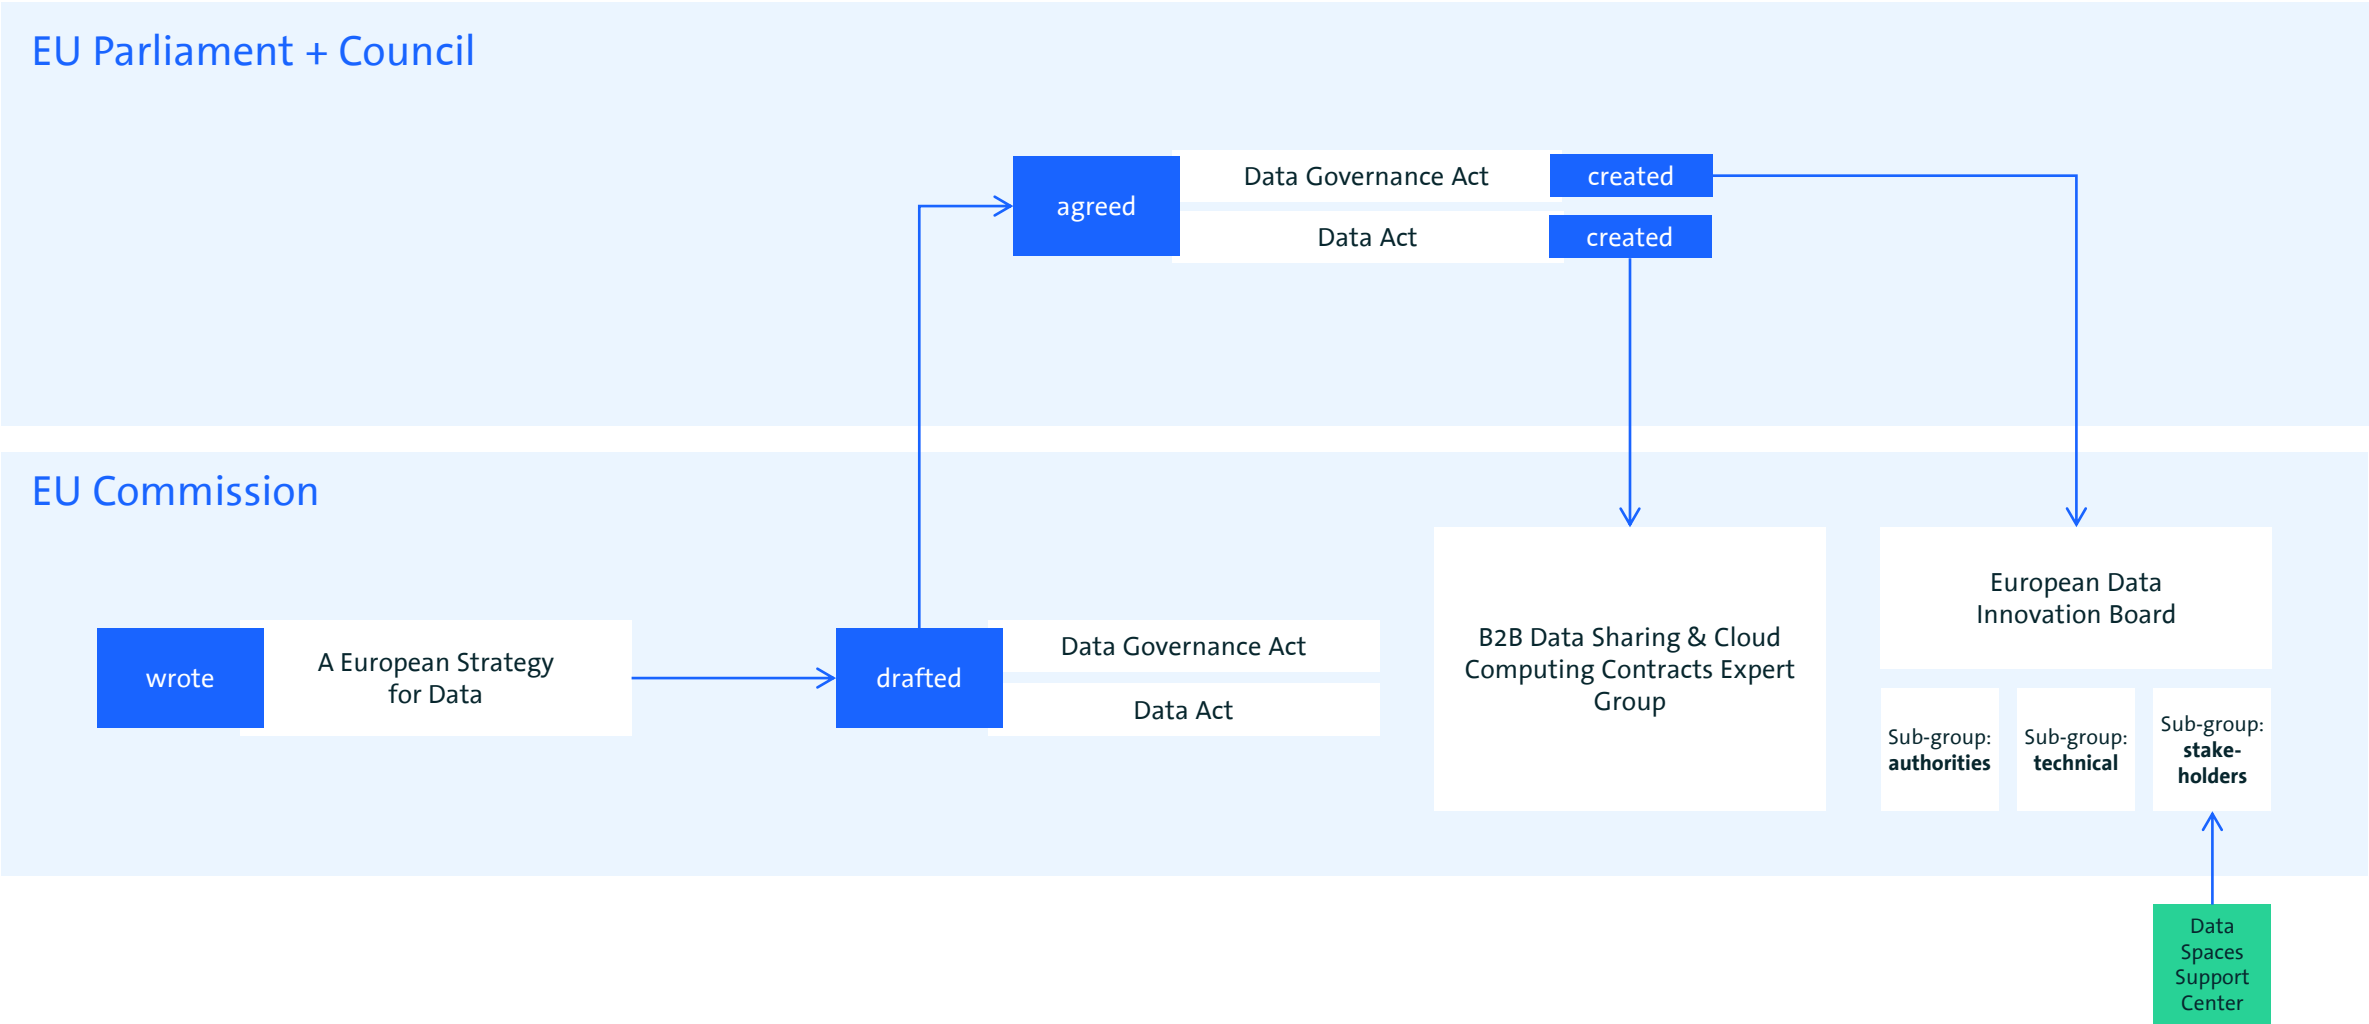 EU Parliament + Council
agreed
Data Governance Act
created
Data Act
created
EU Commission
wrote
A European Strategy
for Data
drafted
Data Governance Act
Data Act
B2B Data Sharing & Cloud
Computing Contracts Expert
Group
European Data
Innovation Board
Sub-group:
authorities
Sub-group:
technical
Sub-group:
stake-
holders
Data
Spaces
Support
Center